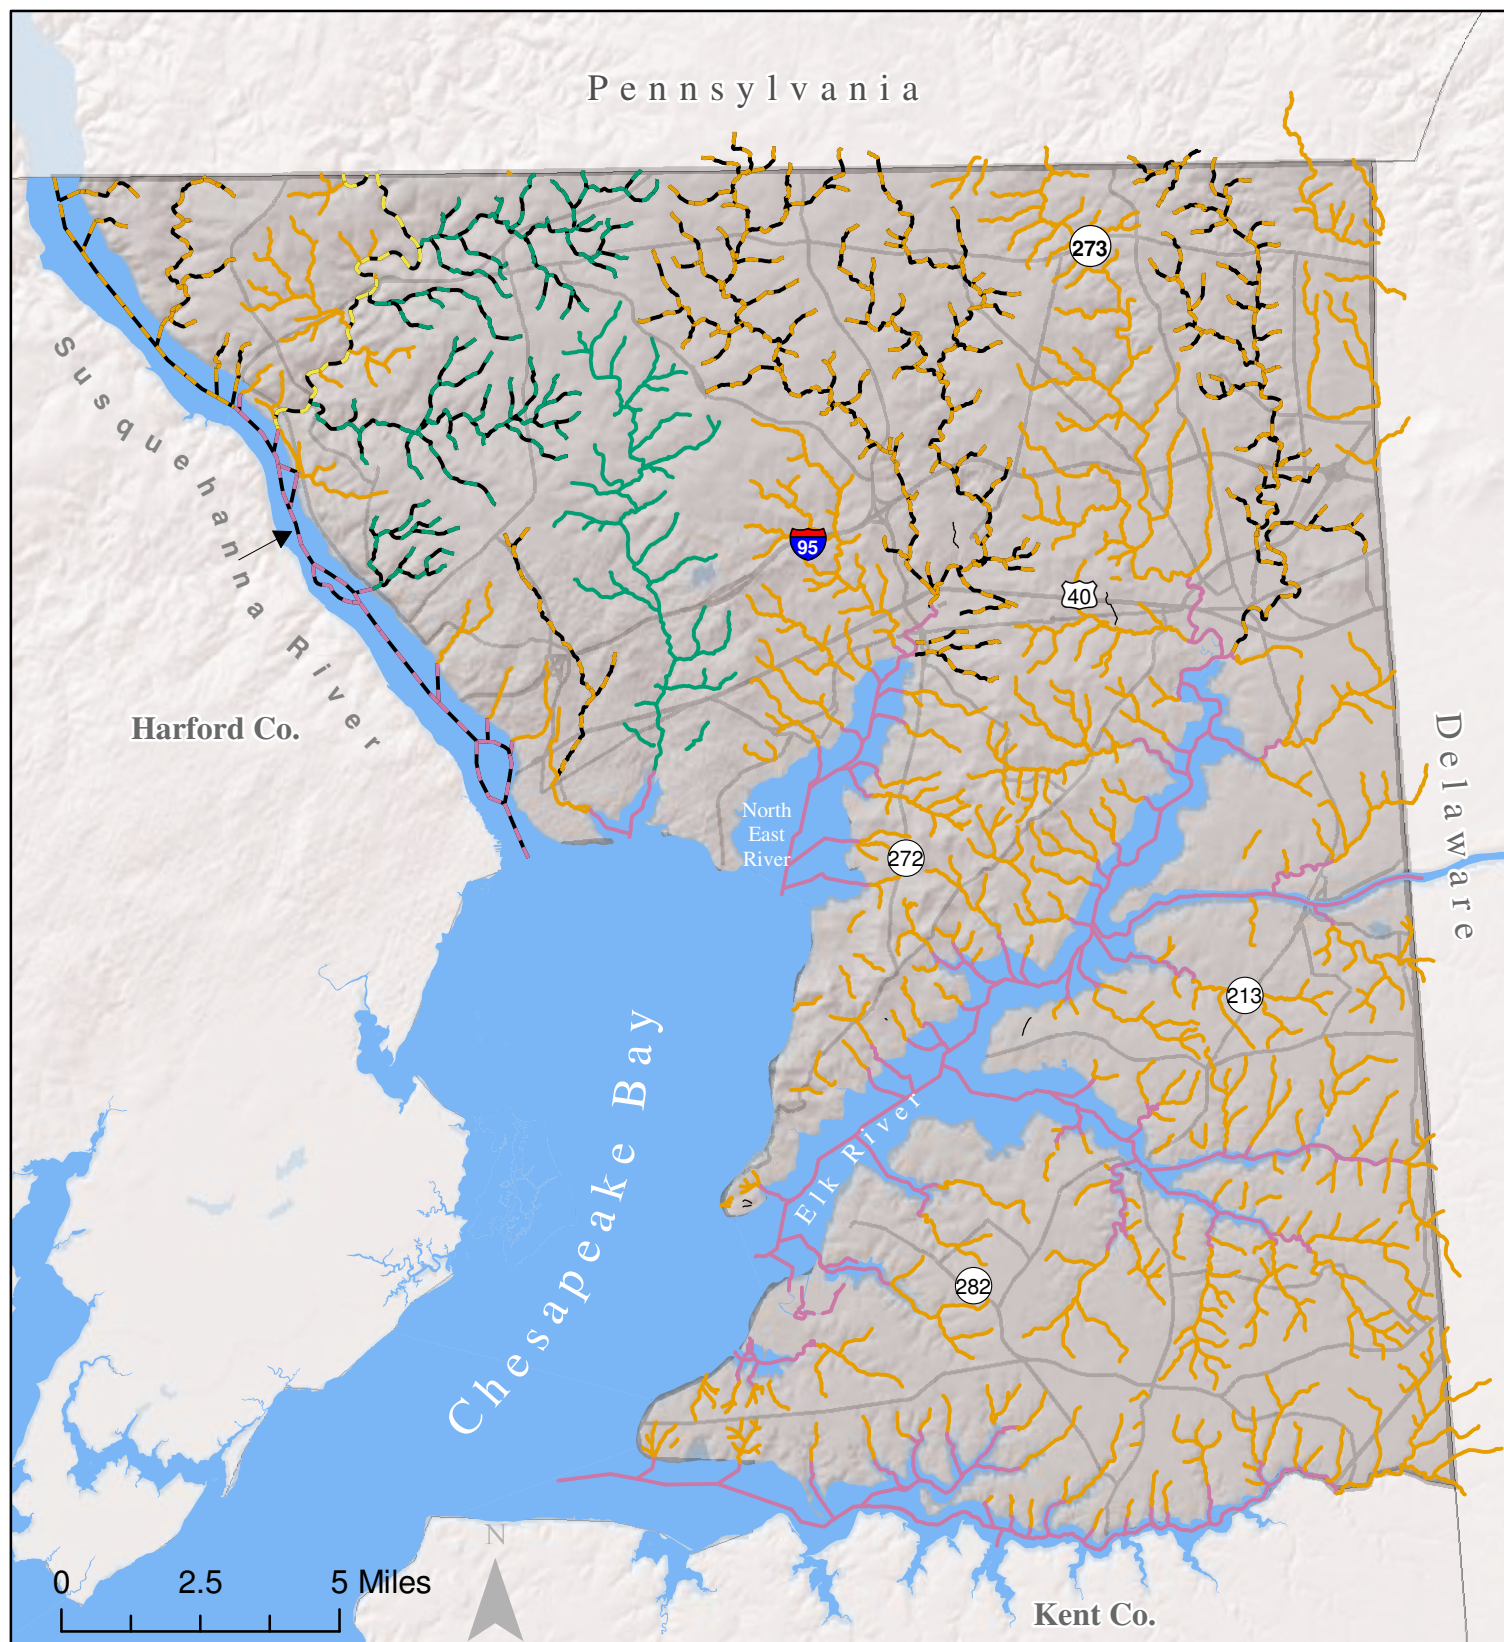 Pennsylvania
273
Susquehanna River
95
40
Harford Co.
Delaware
North
East
River
272
213
Chesapeake Bay
Elk River
282
N
0 2.5 5 Miles
Kent Co.